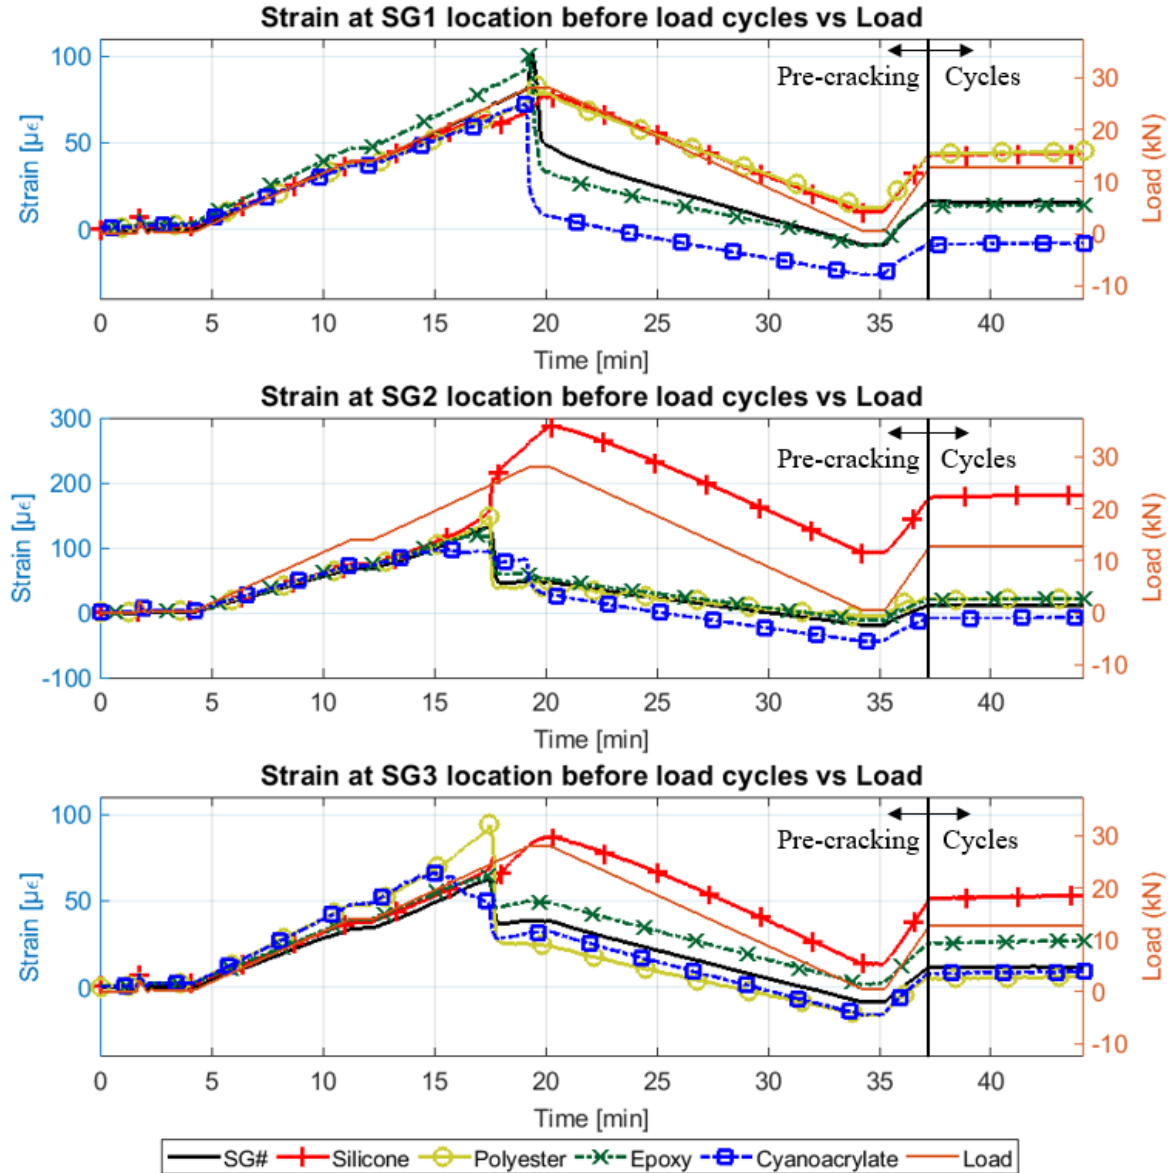 Strain at SG1 location before load cycles vs Load
Strain [µϵ]
100
50
0
Pre-cracking
Cycles
30
20
10
0
-10
Load (kN)
0 5 10 15 20 25 30 35 40
Time [min]
Strain at SG2 location before load cycles vs Load
Strain [µϵ]
300
200
100
0
-100
Pre-cracking
Cycles
30
20
10
0
-10
Load (kN)
0 5 10 15 20 25 30 35 40
Time [min]
Strain at SG3 location before load cycles vs Load
Strain [µϵ]
100
50
0
Pre-cracking
Cycles
30
20
10
0
-10
Load (kN)
0 5 10 15 20 25 30 35 40
Time [min]
SG# Silicone Polyester Epoxy Cyanoacrylate Load